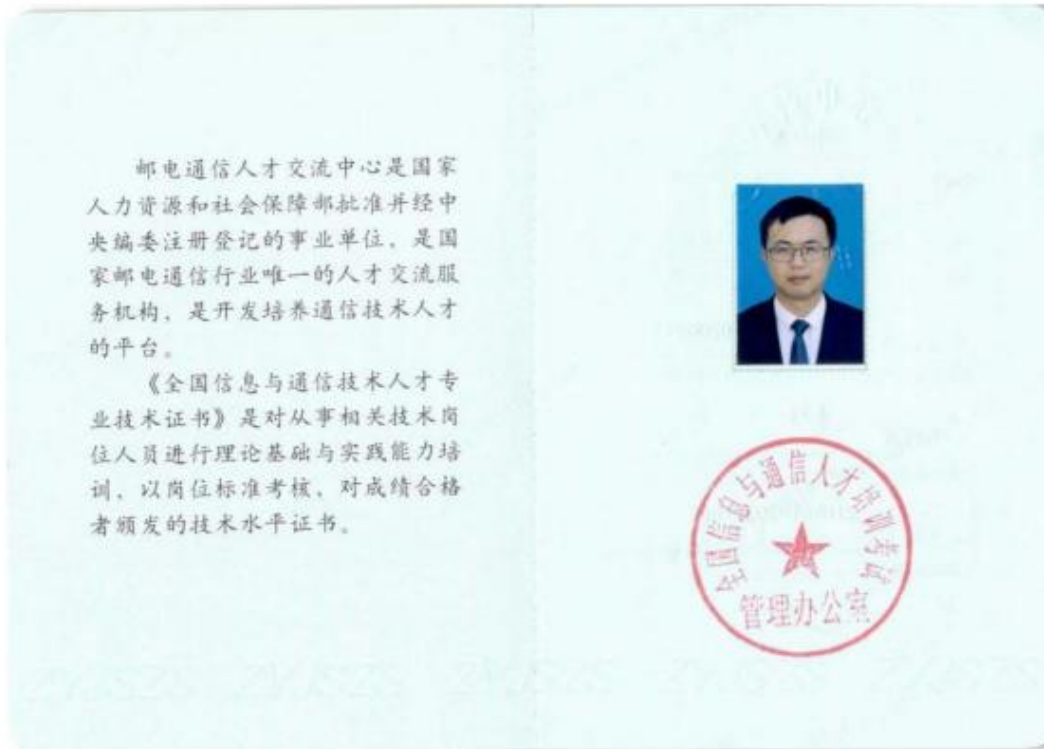 邮电通信人才交流中心是国家
人力资源和社会保障部批准并经中
央编委注册登记的事业单位，是国
家邮电通信行业唯一的人才交流服
务机构，是开发培养通信技术人才
的平台。
《全国信息与通信技术人才专
业技术证书》是对从事相关技术岗
位人员进行理论基础与实践能力培
训，以岗位标准考核，对成绩合格
者颁发的技术水平证书。
全国信息与通信人才培训考试
管理办公室